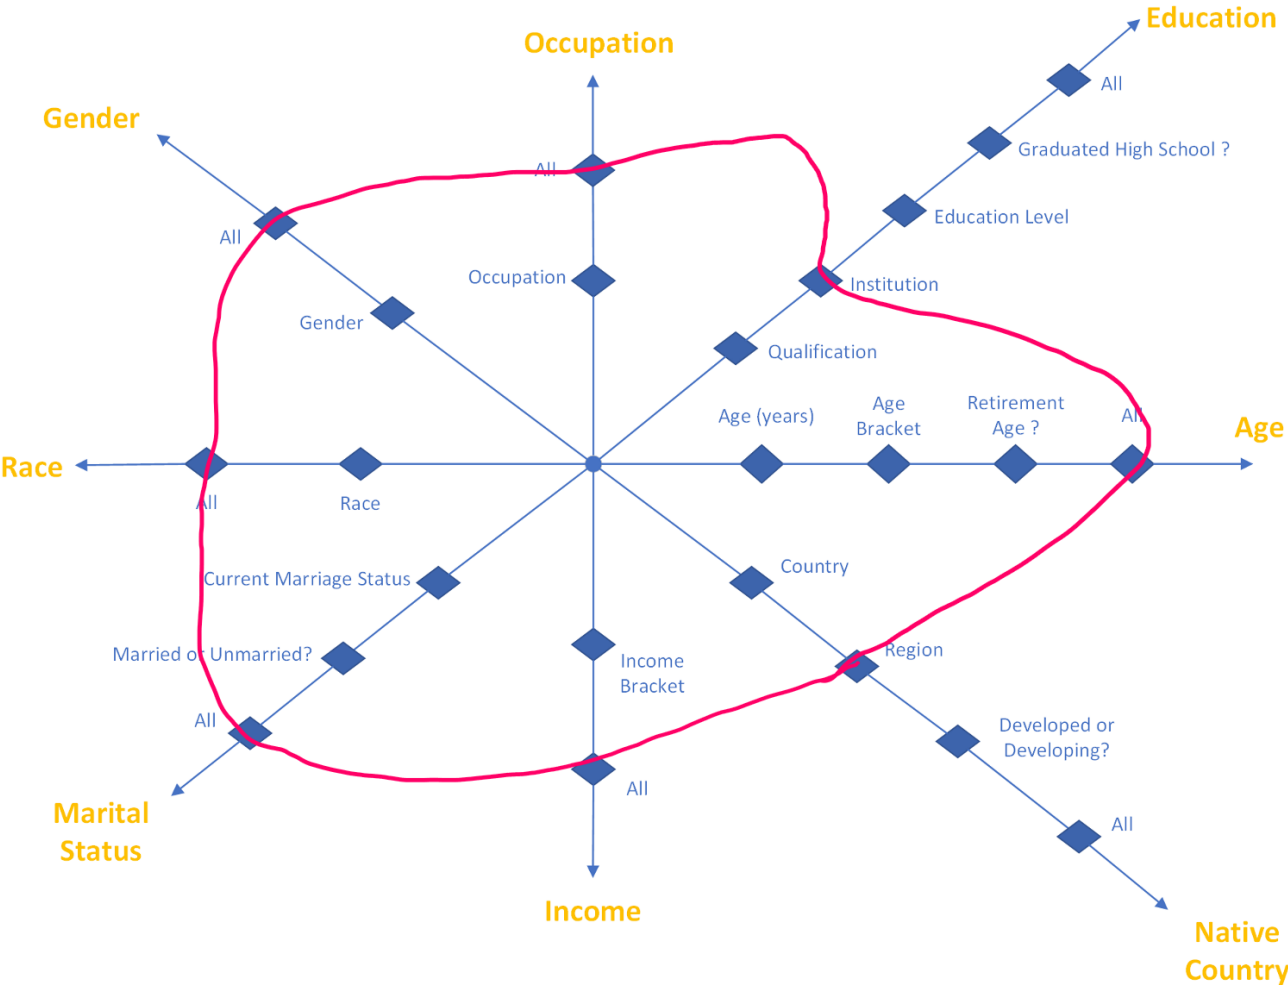 Education
Occupation
All
Gender
Graduated High School ?
All
Education Level
All
Occupation
Institution
Gender
Qualification
Age (years)
Age
Bracket
Retirement
Age ?
All
Age
Race
All
Race
Country
Current Marriage Status
Married or Unmarried?
Region
Income
Bracket
All
Developed or
Developing?
All
All
Marital
Status
Income
Native
Country